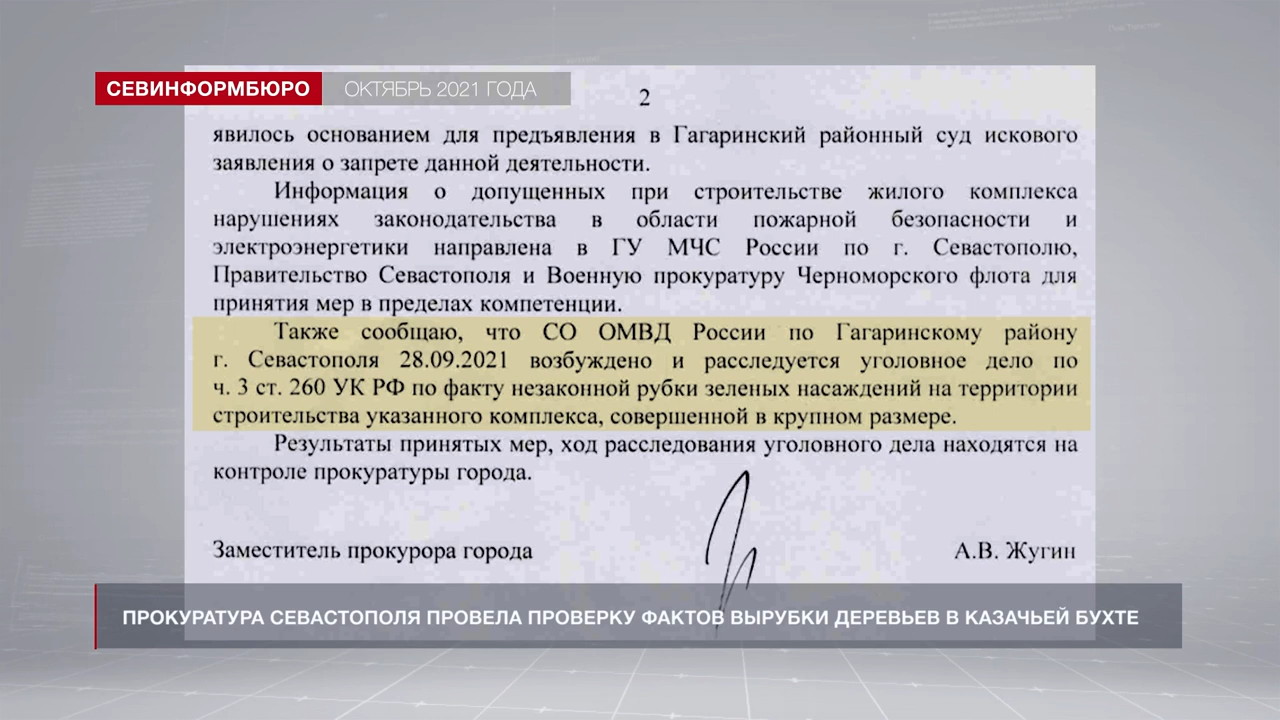 СЕВИНФОРМБЮРО ОКТЯБРЬ 2021 ГОДА
2
явилось основанием для предъявления в Гагаринский районный суд искового
заявления о запрете данной деятельности.
Информация о допущенных при строительстве жилого комплекса
нарушениях законодательства в области пожарной безопасности и
электроэнергетики направлена в ГУ МЧС России по г. Севастополю,
Правительство Севастополя и Военную прокуратуру Черноморского флота для
принятия мер в пределах компетенции.
Также сообщаю, что СО ОМВД России по Гагаринскому району
г. Севастополя 28.09.2021 возбуждено и расследуется уголовное дело по
ч. 3 ст. 260 УК РФ по факту незаконной рубки зеленых насаждений на территории
строительства указанного комплекса, совершенной в крупном размере.
Результаты принятых мер, ход расследования уголовного дела находятся на
контроле прокуратуры города.
Заместитель прокурора города А.В. Жугин
ПРОКУРАТУРА СЕВАСТОПОЛЯ ПРОВЕЛА ПРОВЕРКУ ФАКТОВ ВЫРУБКИ ДЕРЕВЬЕВ В КАЗАЧЬЕЙ БУХТЕ